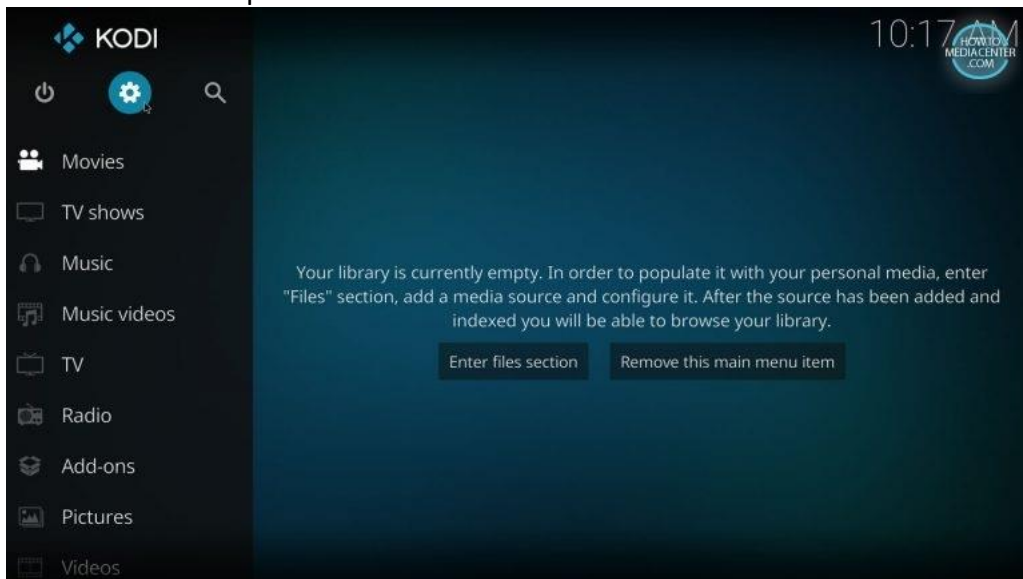 KODI
10:17 AM
HOWTO
MEDIACENTER
.COM
Movies
TV shows
Music
Music videos
TV
Radio
Add-ons
Pictures
Videos
Your library is currently empty. In order to populate it with your personal media, enter
"Files" section, add a media source and configure it. After the source has been added and
indexed you will be able to browse your library.
Enter files section
Remove this main menu item